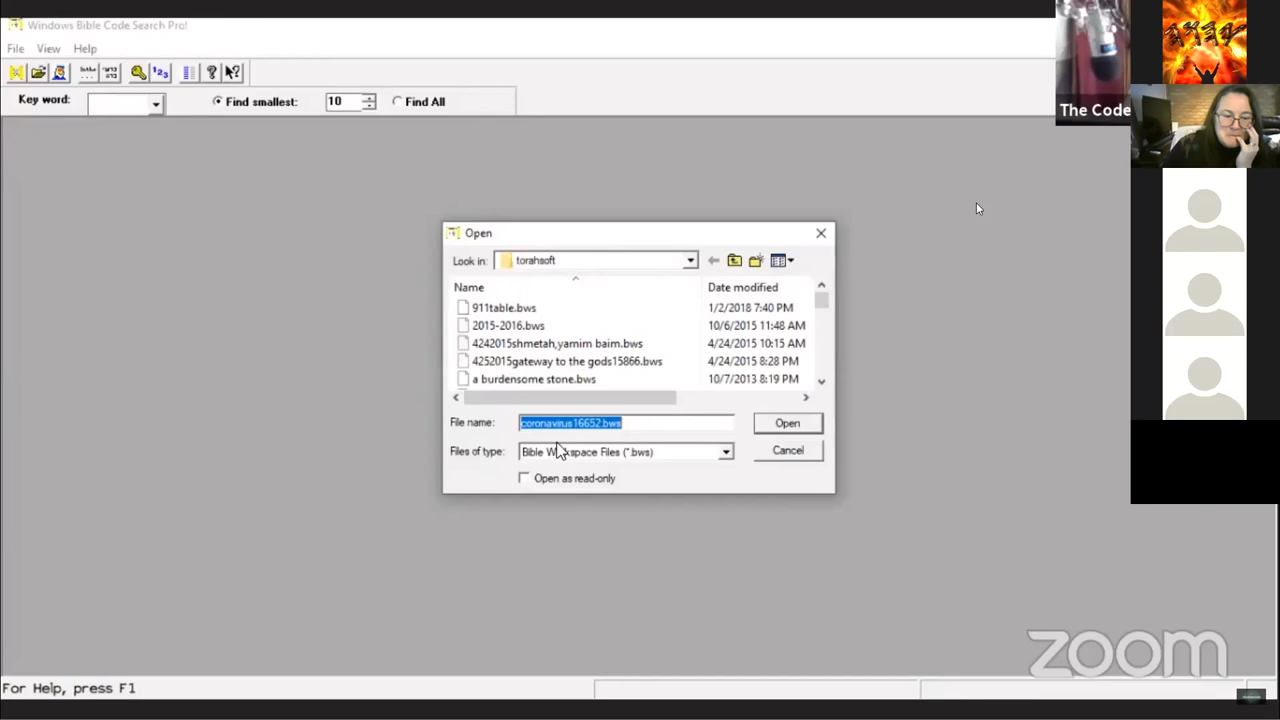 Windows Bible Code Search Pro!
File View Help
Key word: Find smallest: 10 Find All
The Code
Open
Look in: torahsoft
Name Date modified
911table.bws 1/2/2018 7:40 PM
2015-2016.bws 10/6/2015 11:48 AM
4242015shmetah,yamim baim.bws 4/24/2015 10:15 AM
4252015gateway to the gods15866.bws 4/24/2015 8:28 PM
a burdensome stone.bws 10/7/2013 8:19 PM
File name: coronavirus16652.bws Open
Files of type: Bible Workspace Files (*.bws) Cancel
Open as read-only
zoom
For Help, press F1